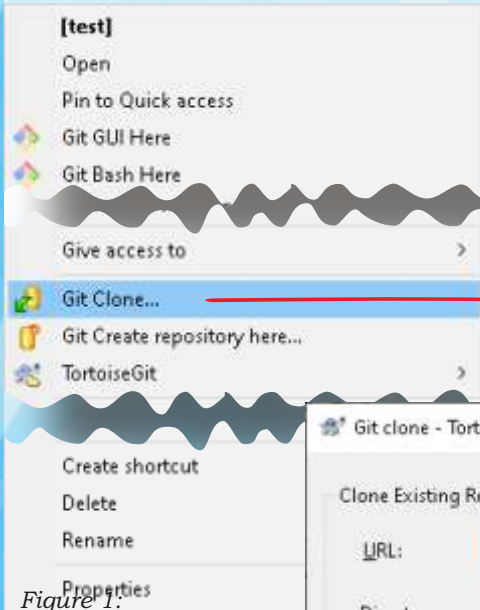 [test]
Open
Pin to Quick access
Git GUI Here
Git Bash Here
Give access to
Git Clone...
Git Create repository here...
TortoiseGit
Git clone - Tort
Clone Existing Re
Create shortcut
Delete
Rename
URL:
Properties
Figure 1: